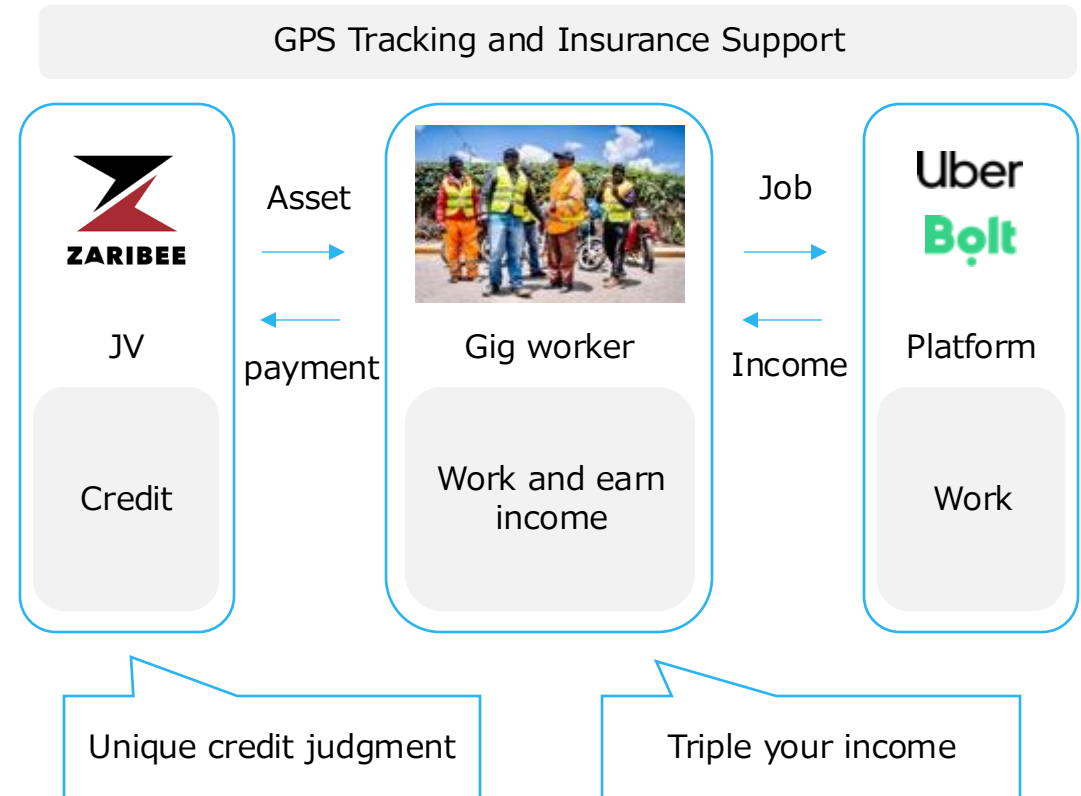 GPS Tracking and Insurance Support
ZARIBEE
JV
Credit
Asset
payment
Gig worker
Work and earn
income
Job
Income
Uber
Bolt
Platform
Work
Unique credit judgment
Triple your income